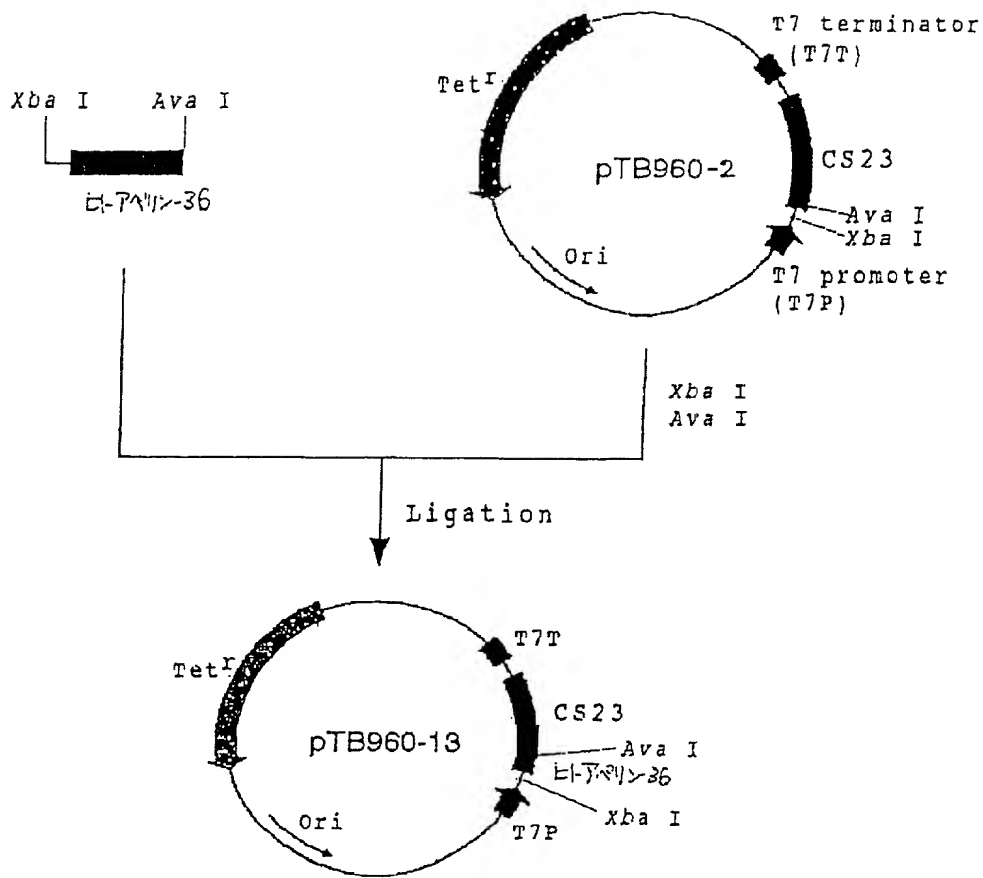 Xba I
Ava I
ヒト-アペリン-36
T7 terminator
(T7T)
Tetr
pTB960-2
CS23
Ava I
Xba I
Ori
T7 promoter
(T7P)
Xba I
Ava I
Ligation
T7T
Tetr
CS23
pTB960-13
Ava I
ヒト-アペリン-36
Xba I
Ori
T7P